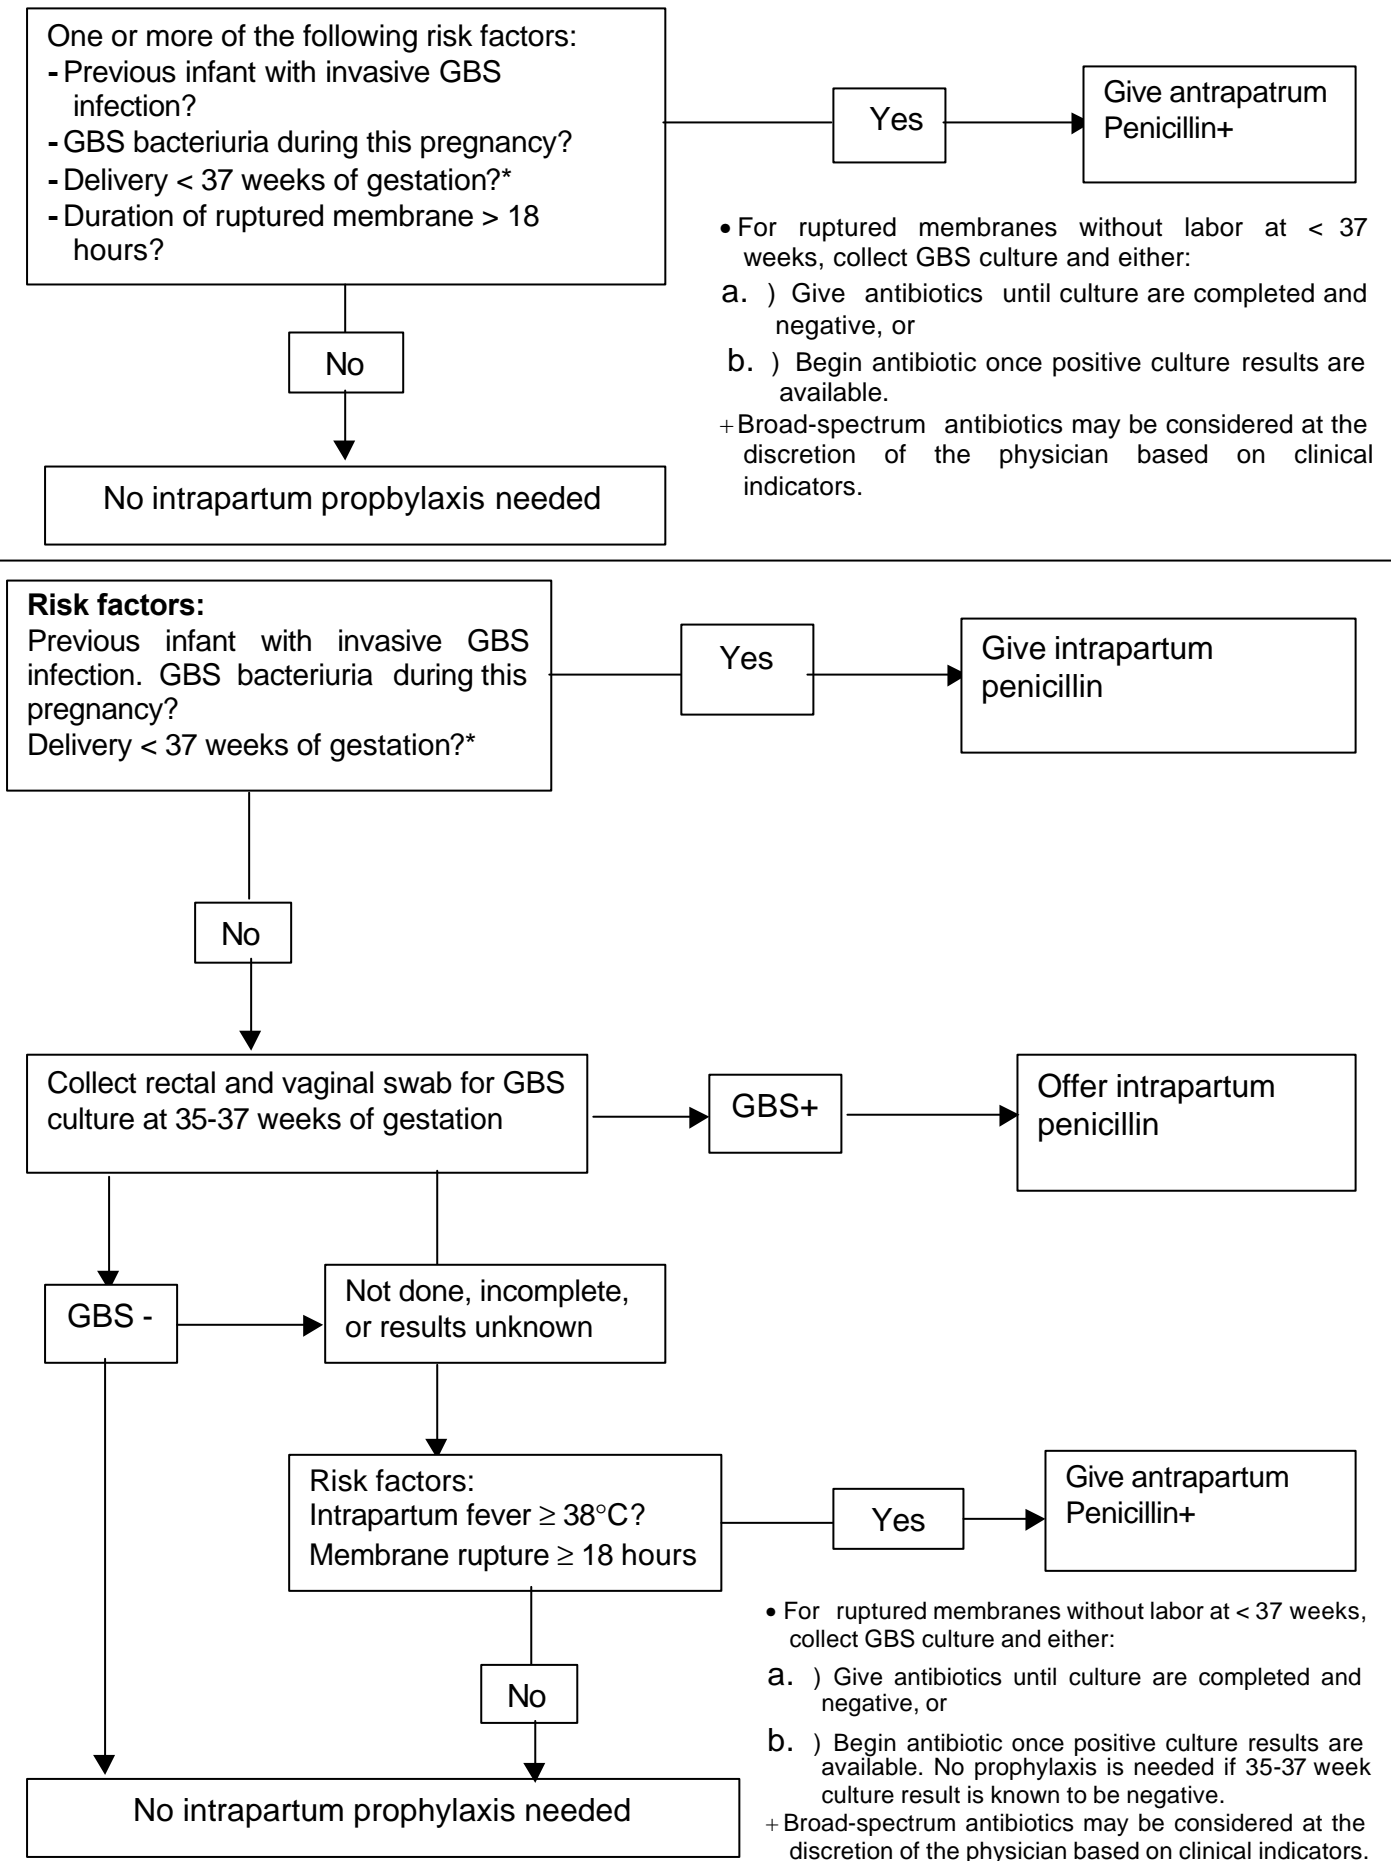 One or more of the following risk factors:
- Previous infant with invasive GBS
infection?
- GBS bacteriuria during this pregnancy?
- Delivery < 37 weeks of gestation?*
- Duration of ruptured membrane > 18
hours?
Yes
Give antrapatrum
Penicillin+
No
No intrapartum propbylaxis needed
• For ruptured membranes without labor at < 37
weeks, collect GBS culture and either:
a. ) Give antibiotics until culture are completed and
negative, or
b. ) Begin antibiotic once positive culture results are
available.
+ Broad-spectrum antibiotics may be considered at the
discretion of the physician based on clinical
indicators.
Risk factors:
Previous infant with invasive GBS
infection. GBS bacteriuria during this
pregnancy?
Delivery < 37 weeks of gestation?*
Yes
Give intrapartum
penicillin
No
Collect rectal and vaginal swab for GBS
culture at 35-37 weeks of gestation
GBS+
Offer intrapartum
penicillin
GBS -
Not done, incomplete,
or results unknown
Risk factors:
Intrapartum fever ≥ 38°C?
Membrane rupture ≥ 18 hours
Yes
Give antrapartum
Penicillin+
No
No intrapartum prophylaxis needed
• For ruptured membranes without labor at < 37 weeks,
collect GBS culture and either:
a. ) Give antibiotics until culture are completed and
negative, or
b. ) Begin antibiotic once positive culture results are
available. No prophylaxis is needed if 35-37 week
culture result is known to be negative.
+ Broad-spectrum antibiotics may be considered at the
discretion of the physician based on clinical indicators.